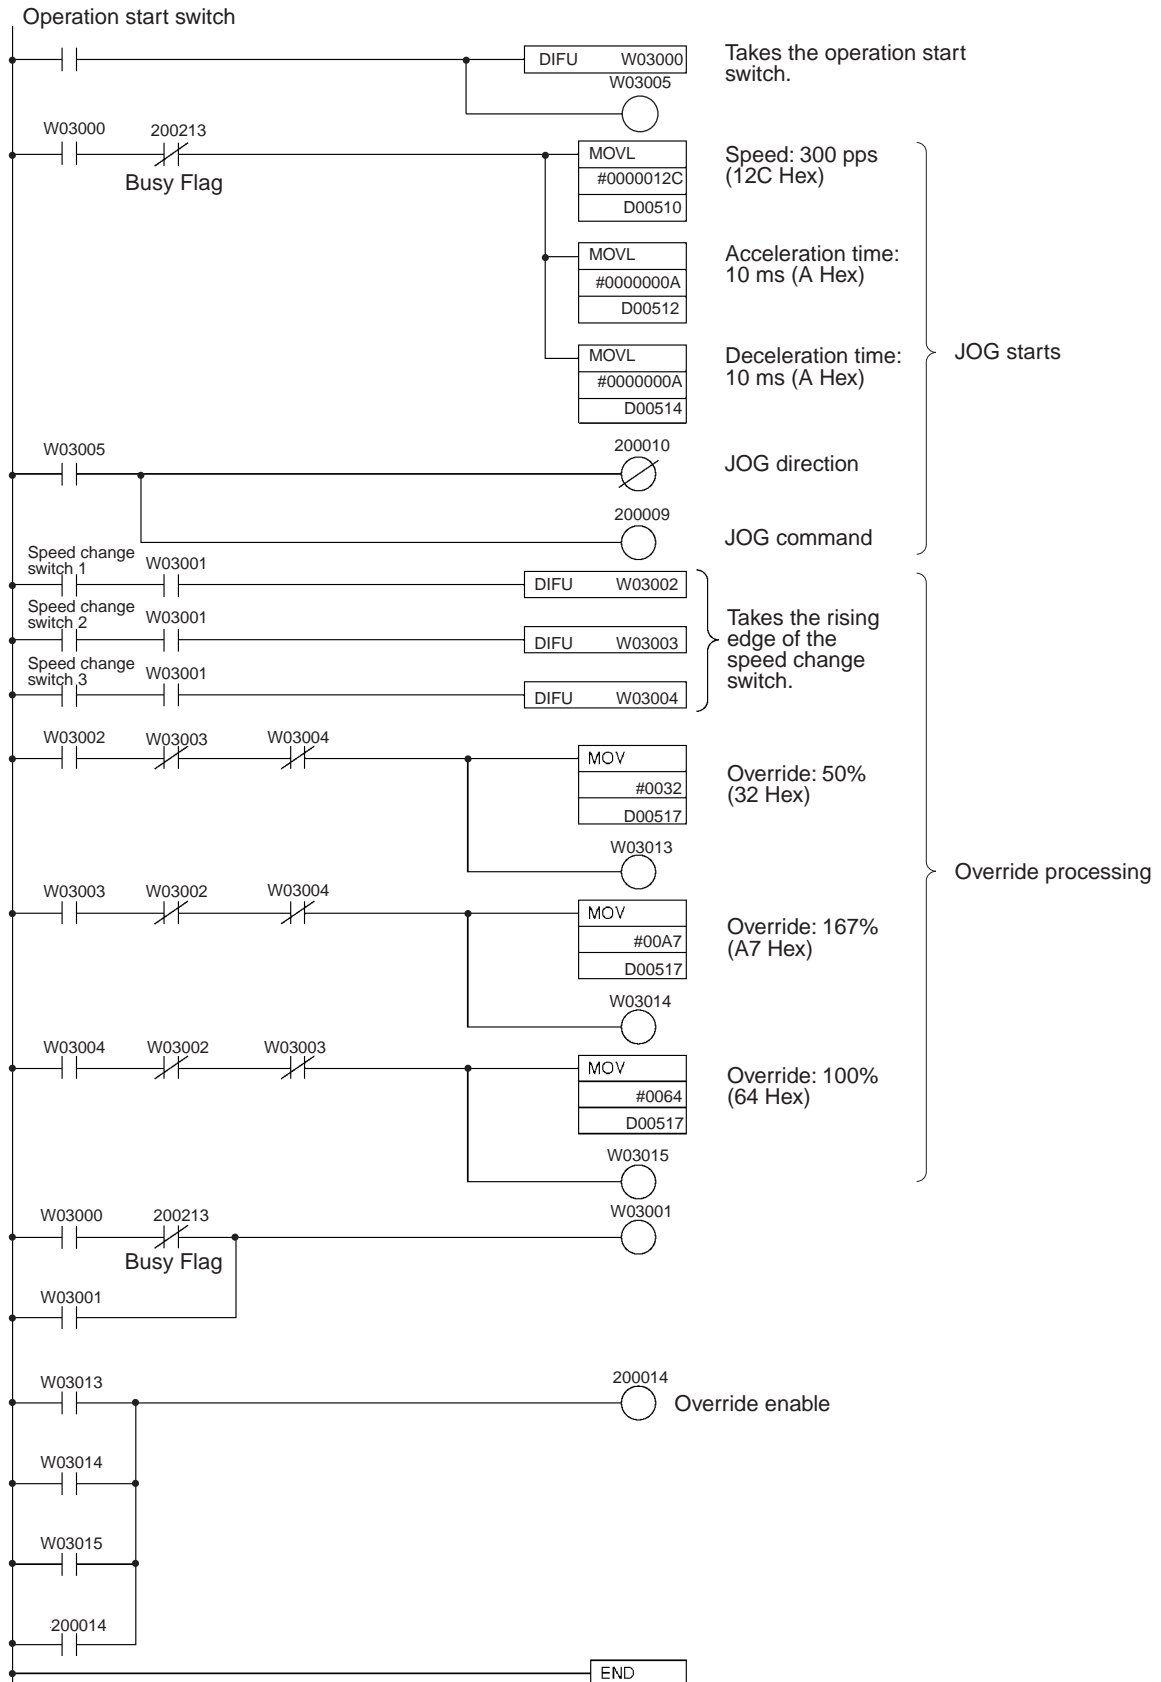 Operation start switch
DIFU W03000
Takes the operation start
switch.
W03005
W03000
200213
Busy Flag
MOVL
#0000012C
D00510
Speed: 300 pps
(12C Hex)
MOVL
#0000000A
D00512
Acceleration time:
10 ms (A Hex)
MOVL
#0000000A
D00514
Deceleration time:
10 ms (A Hex)
JOG starts
W03005
200010
JOG direction
200009
JOG command
Speed change
switch 1
W03001
DIFU W03002
Speed change
switch 2
W03001
DIFU W03003
Speed change
switch 3
W03001
DIFU W03004
Takes the rising
edge of the
speed change
switch.
W03002
W03003
W03004
MOV
#0032
D00517
Override: 50%
(32 Hex)
W03013
Override processing
W03003
W03002
W03004
MOV
#00A7
D00517
Override: 167%
(A7 Hex)
W03014
W03004
W03002
W03003
MOV
#0064
D00517
Override: 100%
(64 Hex)
W03015
W03000
200213
Busy Flag
W03001
W03001
W03013
200014
Override enable
W03014
W03015
200014
END